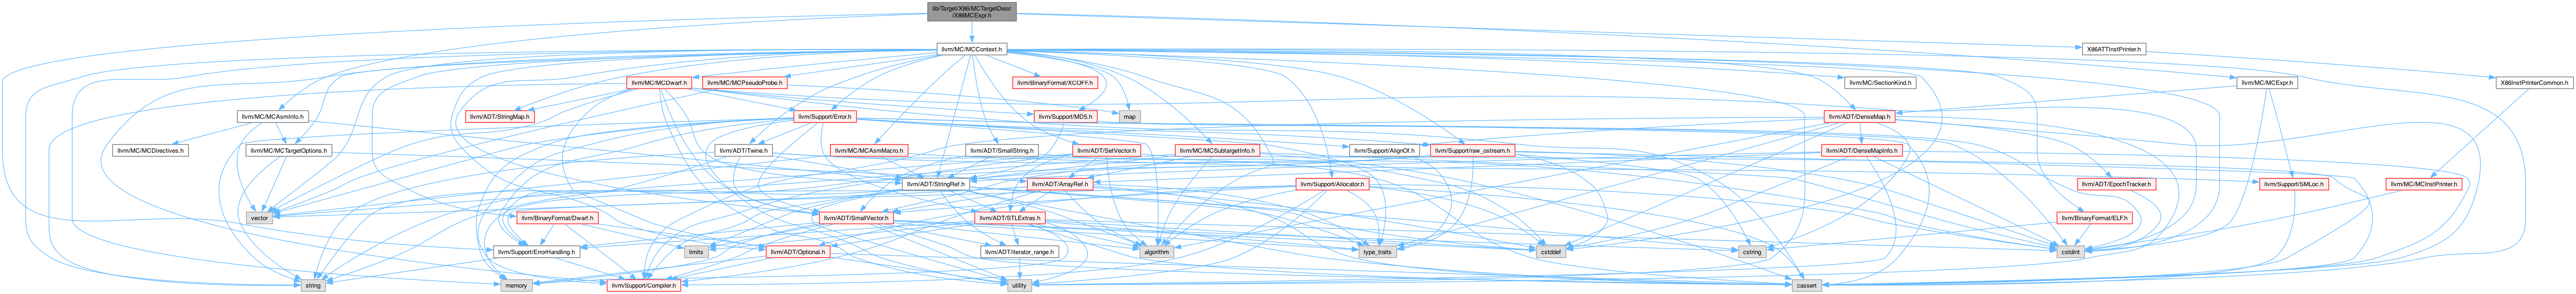 lib/Target/X86/MCTargetDesc
/X86MCExpr.h
llvm/MC/MCContext.h
X86ATTInstPrinter.h
llvm/MC/MCDwarf.h
llvm/MC/MCPseudoProbe.h
llvm/BinaryFormat/XCOFF.h
llvm/MC/SectionKind.h
llvm/MC/MCExpr.h
X86InstPrinterCommon.h
llvm/MC/MCAsmInfo.h
llvm/ADT/StringMap.h
llvm/Support/Error.h
llvm/Support/MD5.h
map
llvm/ADT/DenseMap.h
llvm/MC/MCDirectives.h
llvm/MC/MCTargetOptions.h
llvm/ADT/Twine.h
llvm/MC/MCAsmMacro.h
llvm/ADT/SmallString.h
llvm/ADT/SetVector.h
llvm/MC/MCSubtargetInfo.h
llvm/Support/AlignOf.h
llvm/Support/raw_ostream.h
llvm/ADT/DenseMapInfo.h
llvm/ADT/StringRef.h
llvm/ADT/ArrayRef.h
llvm/Support/Allocator.h
llvm/ADT/EpochTracker.h
llvm/Support/SMLoc.h
llvm/MC/MCInstPrinter.h
vector
llvm/BinaryFormat/Dwarf.h
llvm/ADT/SmallVector.h
llvm/ADT/STLExtras.h
llvm/BinaryFormat/ELF.h
llvm/Support/ErrorHandling.h
limits
llvm/ADT/Optional.h
llvm/ADT/iterator_range.h
algorithm
type_traits
cstddef
cstring
cstdint
string
memory
llvm/Support/Compiler.h
utility
cassert